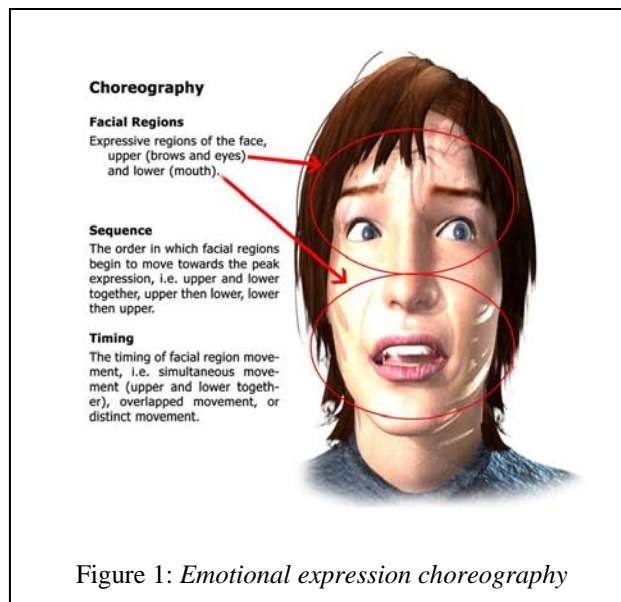 Choreography
Facial Regions
Expressive regions of the face,
upper (brows and eyes)
and lower (mouth).
Sequence
The order in which facial regions
begin to move towards the peak
expression, i.e. upper and lower
together, upper then lower, lower
then upper.
Timing
The timing of facial region move-
ment, i.e. simultaneous move-
ment (upper and lower togeth-
er), overlapped movement, or
distinct movement.
Figure 1: Emotional expression choreography